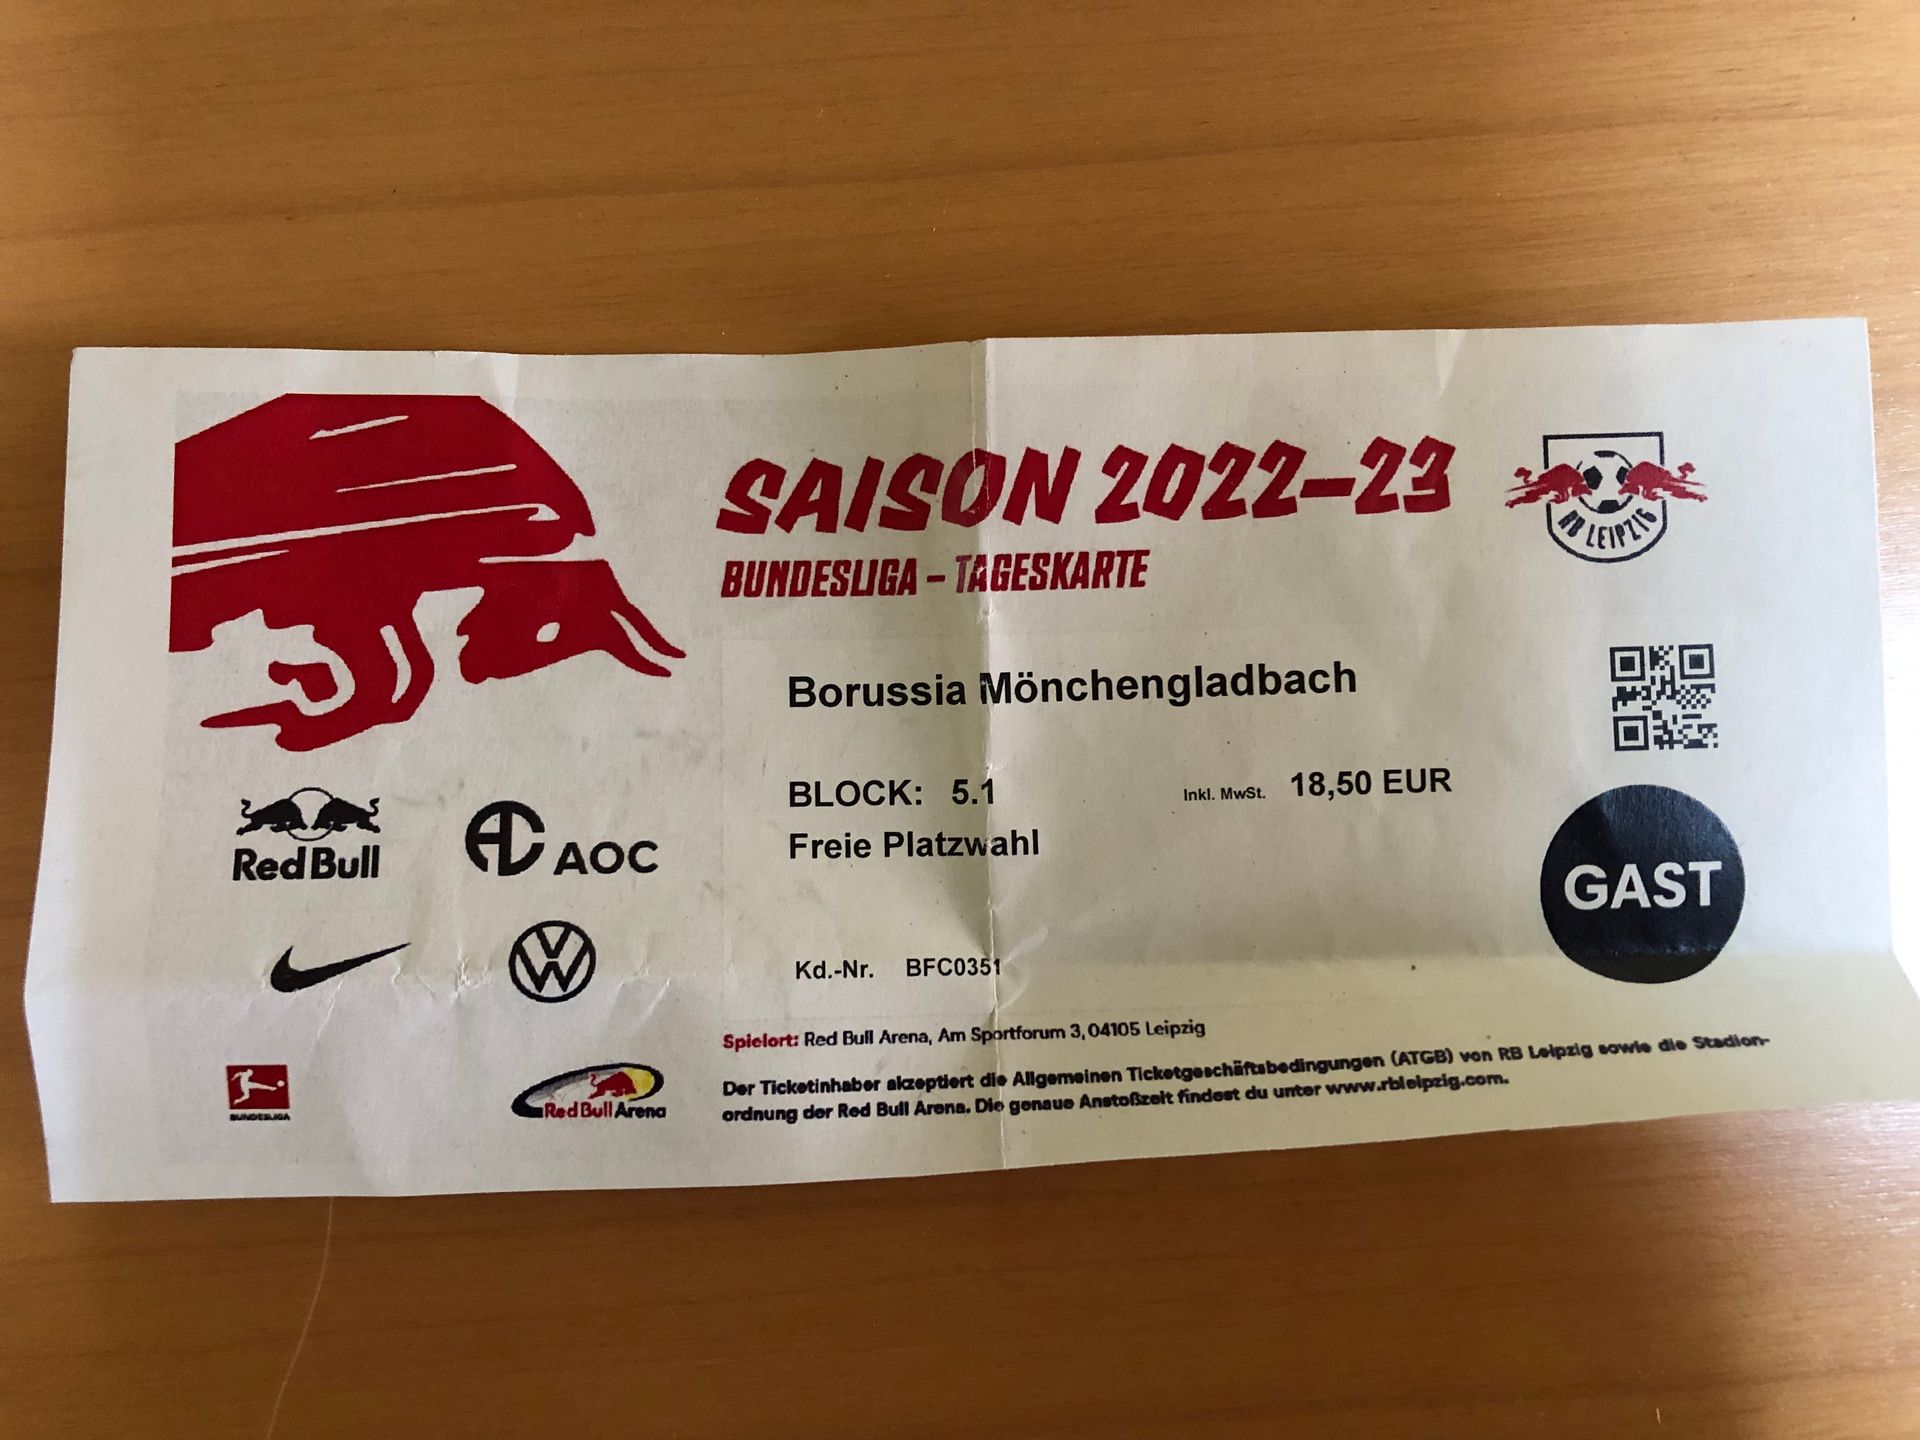 SAISON 2022–23
BUNDESLIGA – TAGESKARTE
RB LEIPZIG
Borussia Mönchengladbach
BLOCK: 5.1
Inkl. MwSt. 18,50 EUR
Freie Platzwahl
GAST
Kd.-Nr. BFC0351
Red Bull
AC AOC
BUNDESLIGA
Red Bull Arena
Spielort: Red Bull Arena, Am Sportforum 3, 04105 Leipzig
Der Ticketinhaber akzeptiert die Allgemeinen Ticketgeschäftsbedingungen (ATGB) von RB Leipzig sowie die Stadion-
ordnung der Red Bull Arena. Die genaue Anstoßzeit findest du unter www.rbleipzig.com.